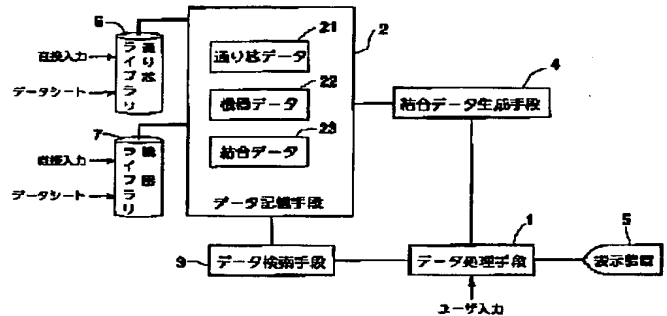 6
通り芯
ライブラリ
直接入力
データシート
7
機器
ライブラリ
直接入力
データシート
2
21
通り芯データ
22
機器データ
23
結合データ
データ記憶手段
4
結合データ生成手段
3
データ検索手段
1
データ処理手段
ユーザ入力
5
表示装置